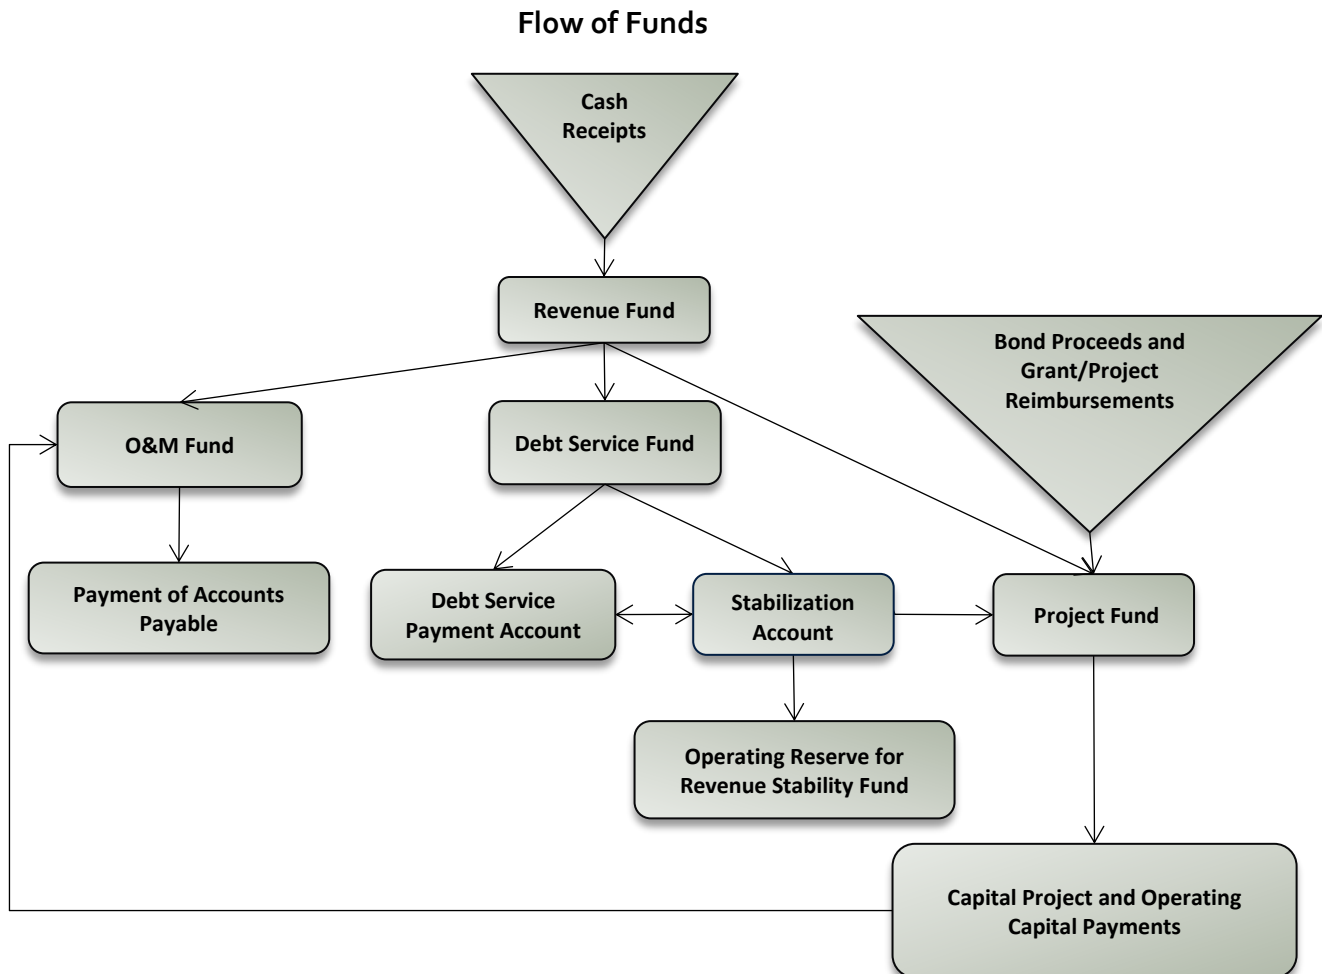 Flow of Funds
Cash
Receipts
Revenue Fund
Bond Proceeds and
Grant/Project
Reimbursements
O&M Fund
Debt Service Fund
Payment of Accounts
Payable
Debt Service
Payment Account
Stabilization
Account
Project Fund
Operating Reserve for
Revenue Stability Fund
Capital Project and Operating
Capital Payments